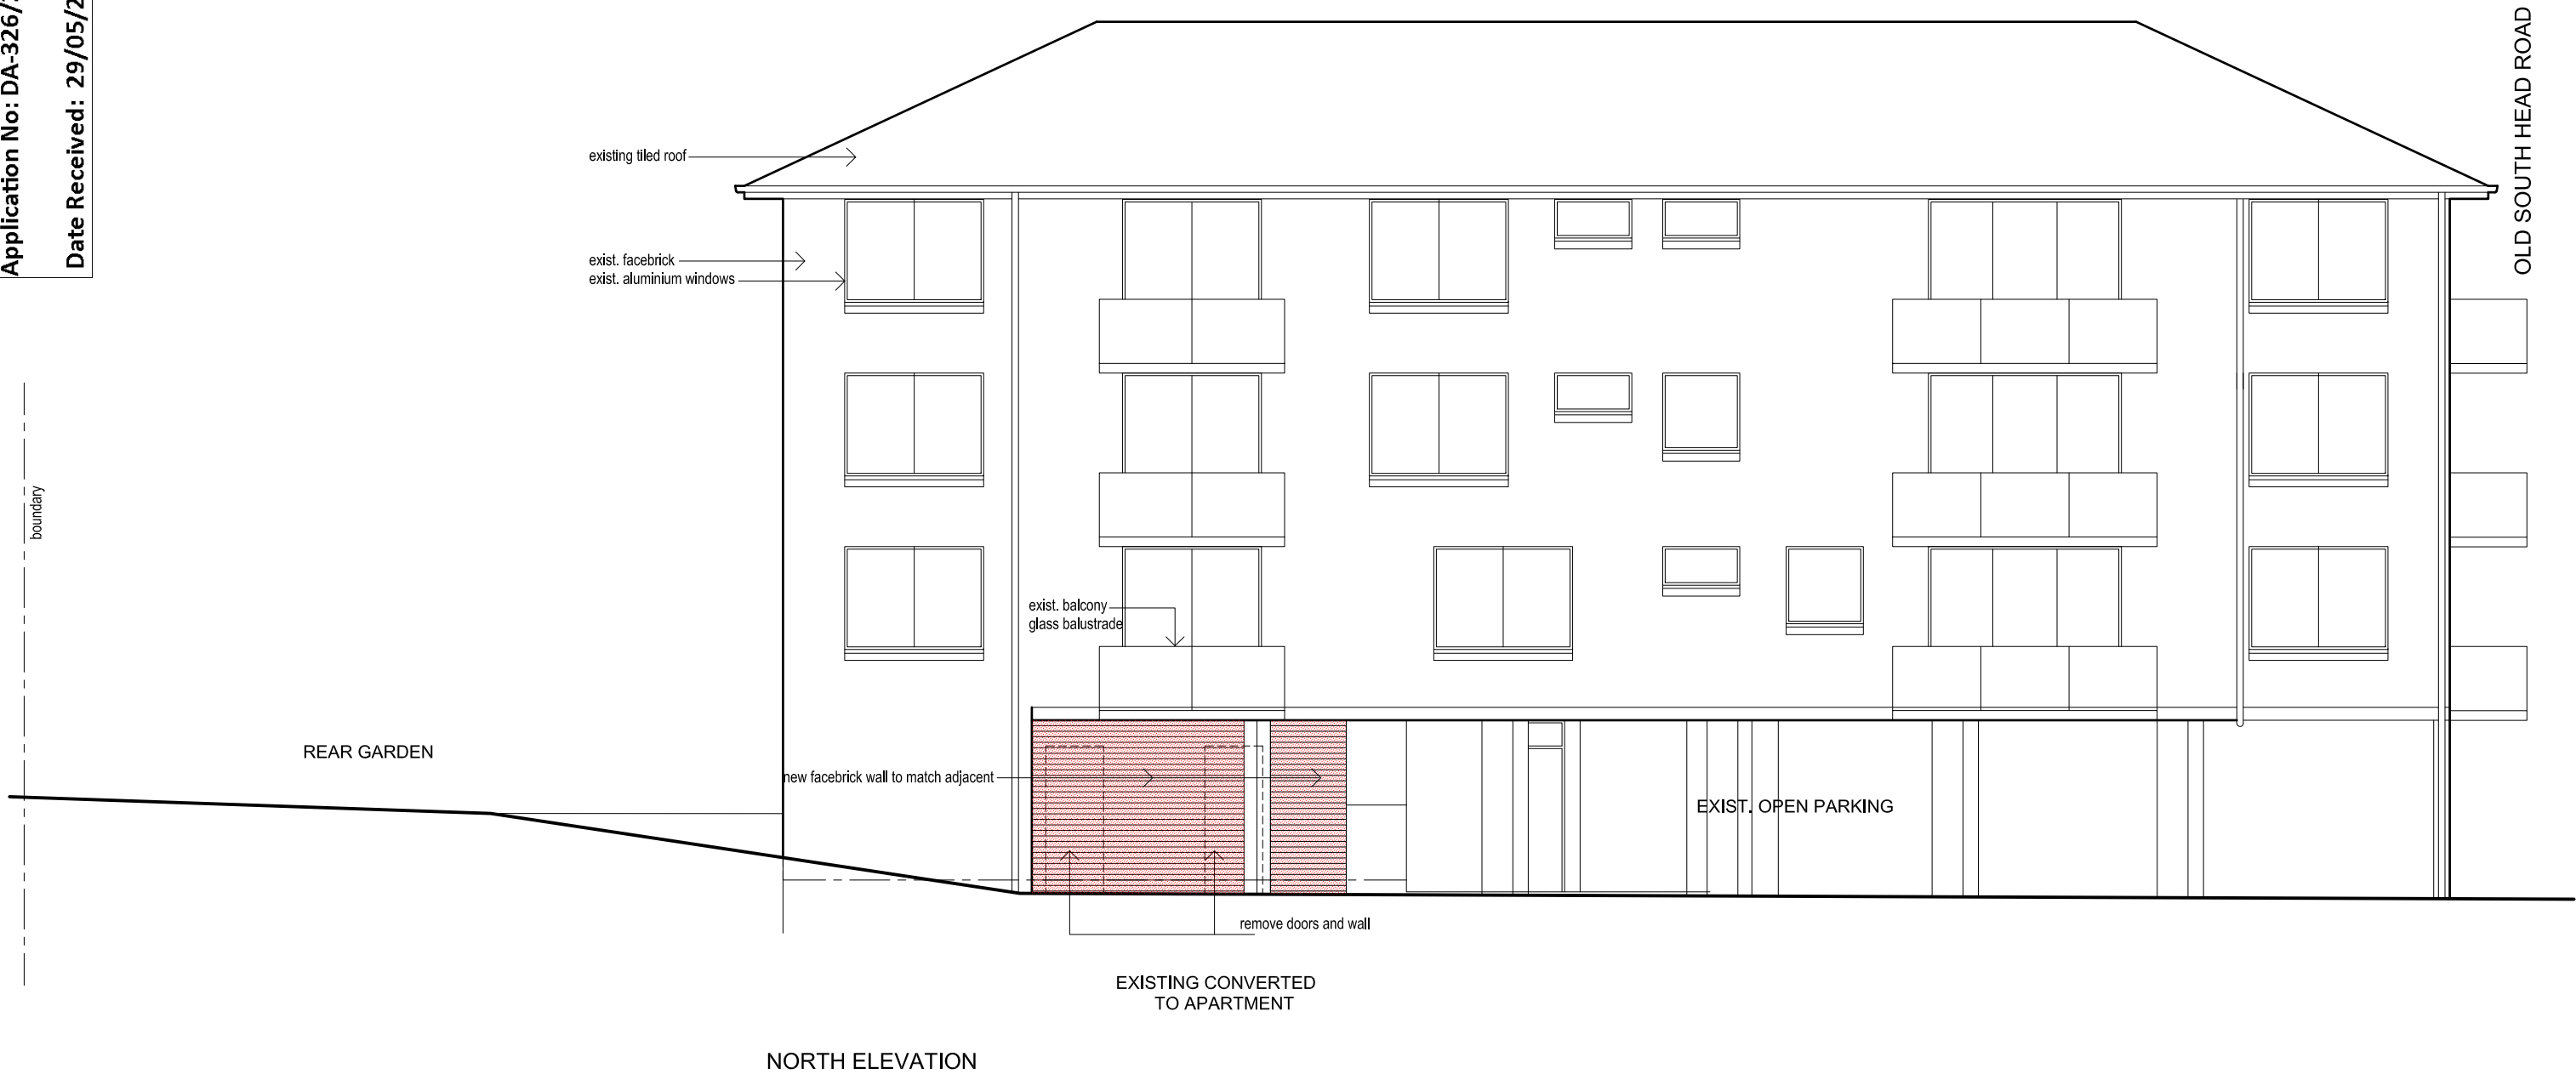 Application No: DA-326/
Date Received: 29/05/2
OLD SOUTH HEAD ROAD
existing tiled roof
exist. facebrick
exist. aluminium windows
boundary
exist. balcony
glass balustrade
REAR GARDEN
new facebrick wall to match adjacent
EXIST. OPEN PARKING
remove doors and wall
EXISTING CONVERTED
TO APARTMENT
NORTH ELEVATION